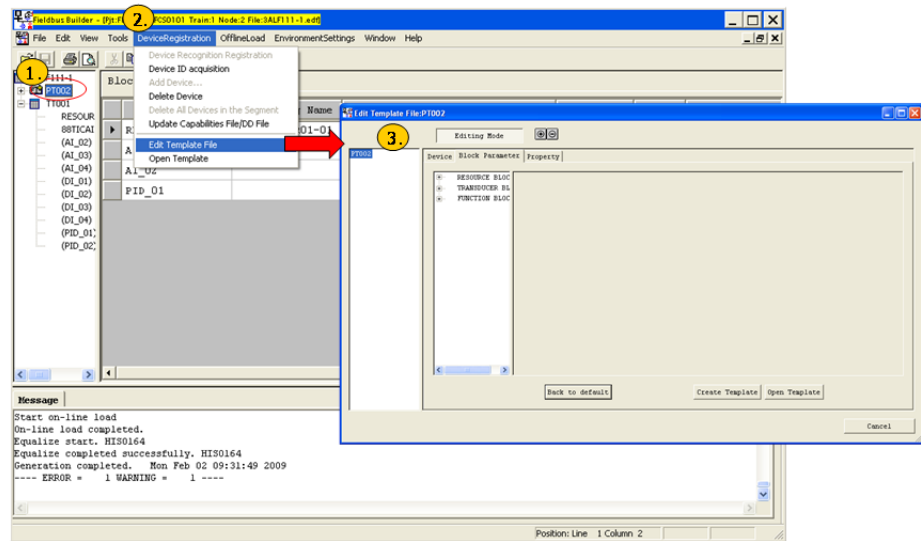 Fieldbus Builder - [Pjt:F FCS0101 Train:1 Node:2 File:3ALF111-1.edf]
2.
File Edit View Tools DeviceRegistration OfflineLoad EnvironmentSettings Window Help
Device Recognition Registration
Device ID acquisition
Add Device...
Delete Device
Delete All Devices in the Segment
Update Capabilities File/DD File
Edit Template File
Open Template
1.
F111-1
PT002
TT001
RESOUR
88TICAI
(AI_02)
(AI_03)
(AI_04)
(DI_01)
(DI_02)
(DI_03)
(DI_04)
(PID_01)
(PID_02)
Bloc
Name
R
01-01
A
AI_02
PID_01
Edit Template File:PT002
3.
Editing Mode
PT002
Device Block Parameter Property
RESOURCE BLOC
TRANSDUCER BL
FUNCTION BLOC
Back to default
Create Template Open Template
Cancel
Message
Start on-line load
On-line load completed.
Equalize start. HIS0164
Equalize completed successfully. HIS0164
Generation completed. Mon Feb 02 09:31:49 2009
---- ERROR = 1 WARNING = 1 ----
Position: Line 1 Column 2